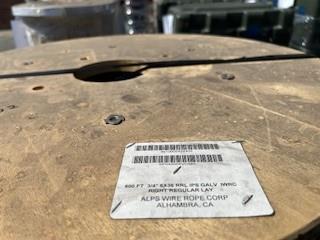 600 FT 3/4" 6X36 RRL IPS GALV IWRC
RIGHT REGULAR LAY
ALPS WIRE ROPE CORP
ALHAMBRA, CA